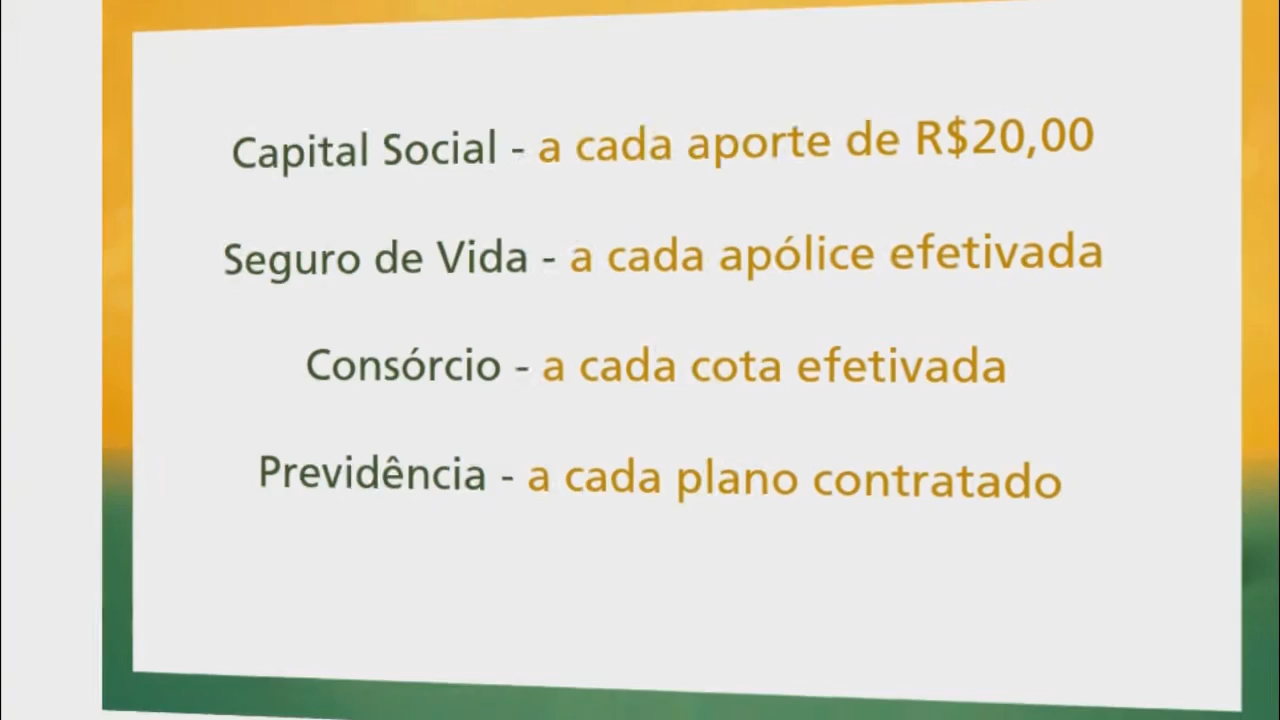 Capital Social - a cada aporte de R$20,00
Seguro de Vida - a cada apólice efetivada
Consórcio - a cada cota efetivada
Previdência - a cada plano contratado